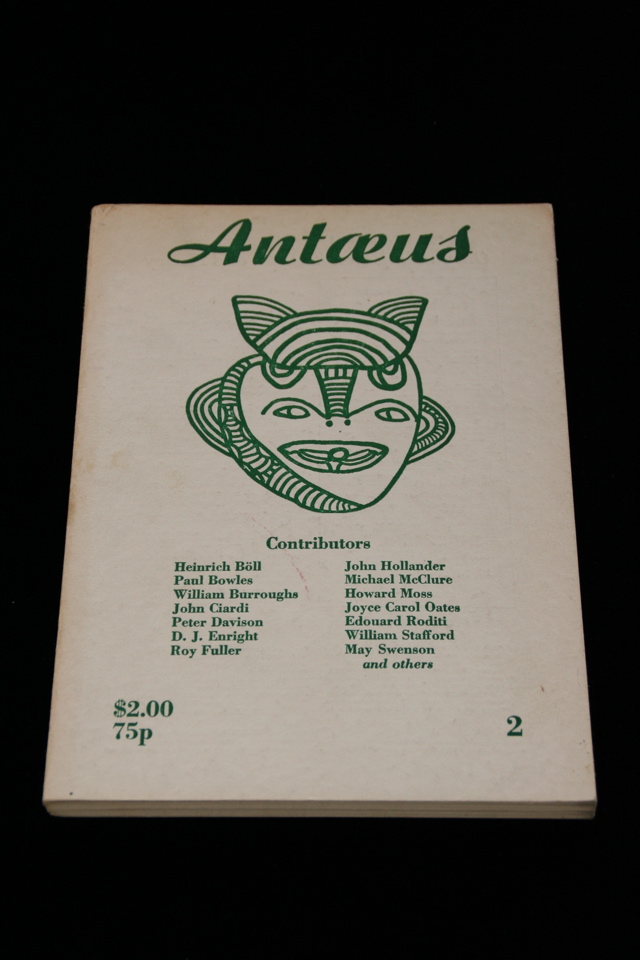 Antæus
Contributors
Heinrich Böll
Paul Bowles
William Burroughs
John Ciardi
Peter Davison
D. J. Enright
Roy Fuller
John Hollander
Michael McClure
Howard Moss
Joyce Carol Oates
Edouard Roditi
William Stafford
May Swenson
and others
$2.00
75p
2